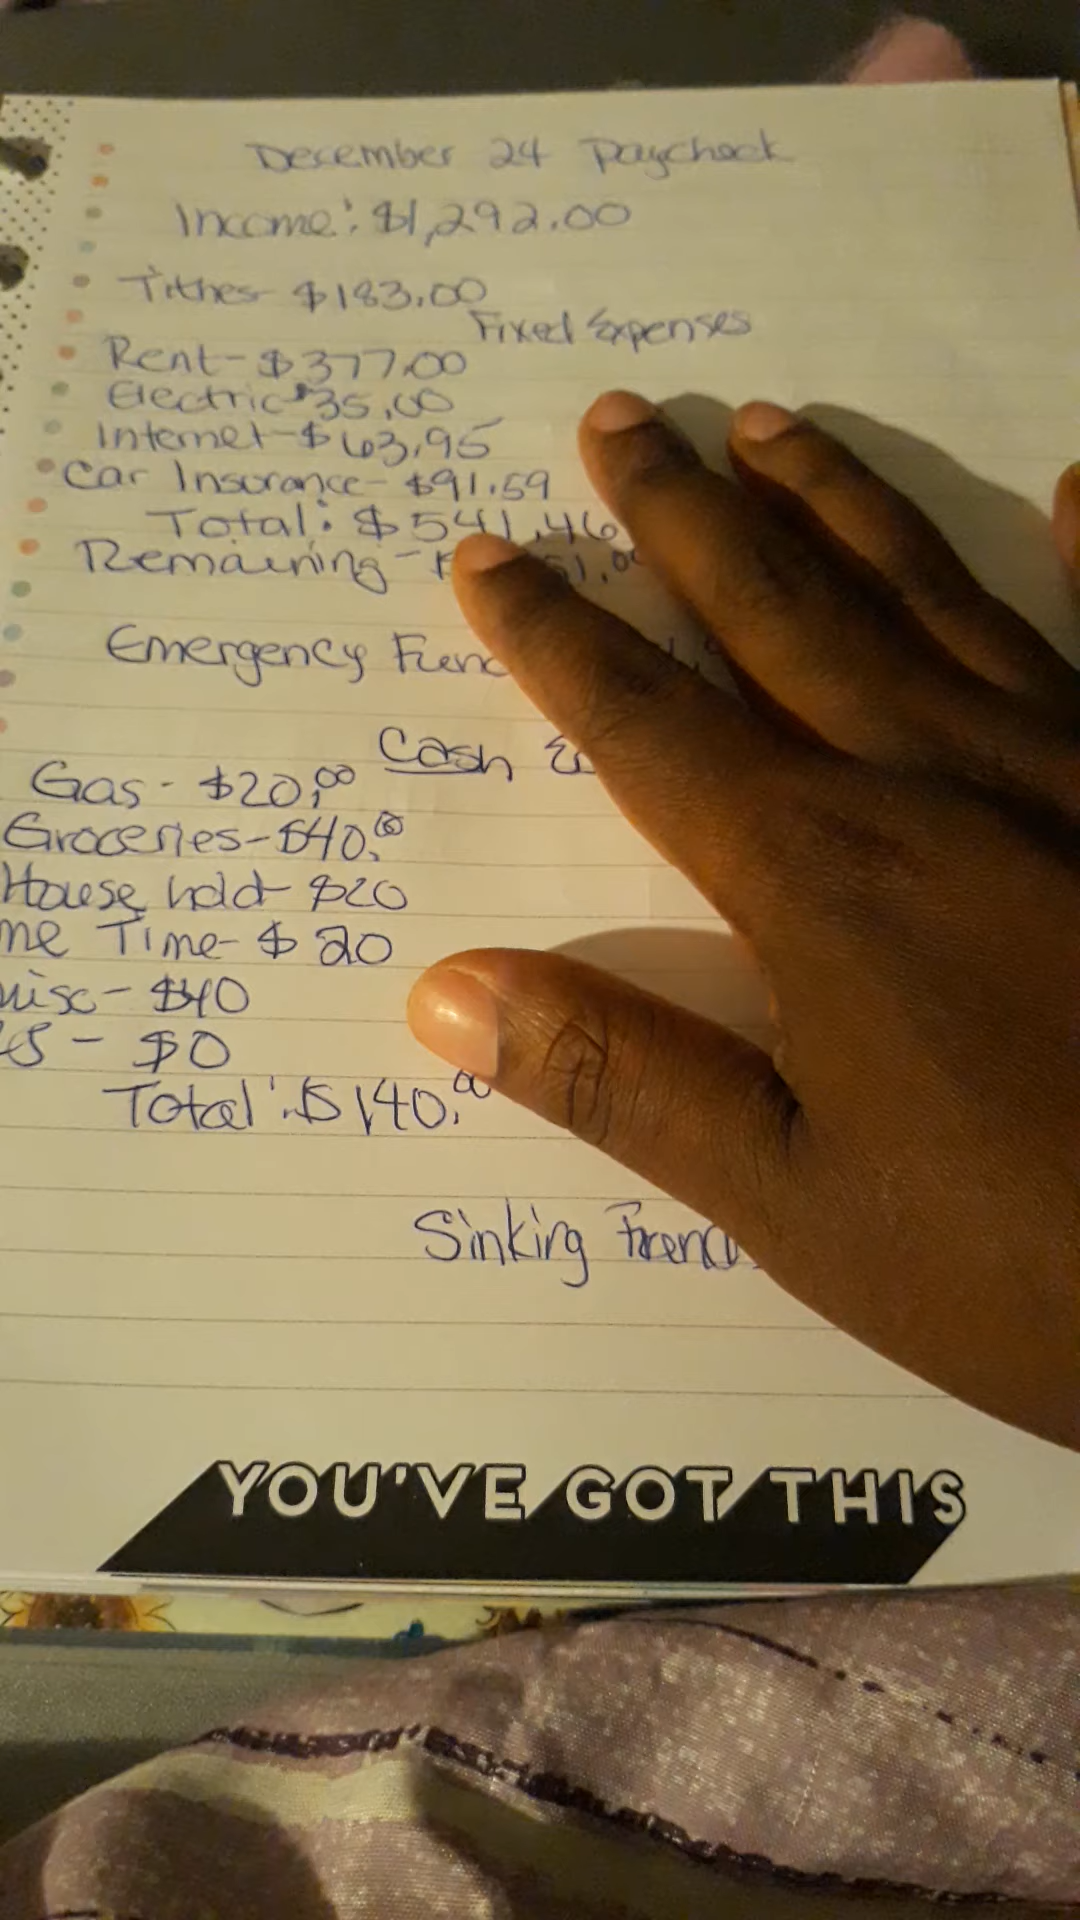 December 24 Paycheck
Income: $1,292.00
Tithes- $183.00
Fixed Expenses
Rent- $377.00
Electric $35.00
Internet- $63.95
Car Insurance- $91.59
Total: $541.46
Remaining -
Emergency
Cash
Gas- $20.00
Groceries- $40.00
House hold- $20
me Time- $20
misc- $40
- $0
Total: $140.00
Sinking
YOU'VE GOT THIS